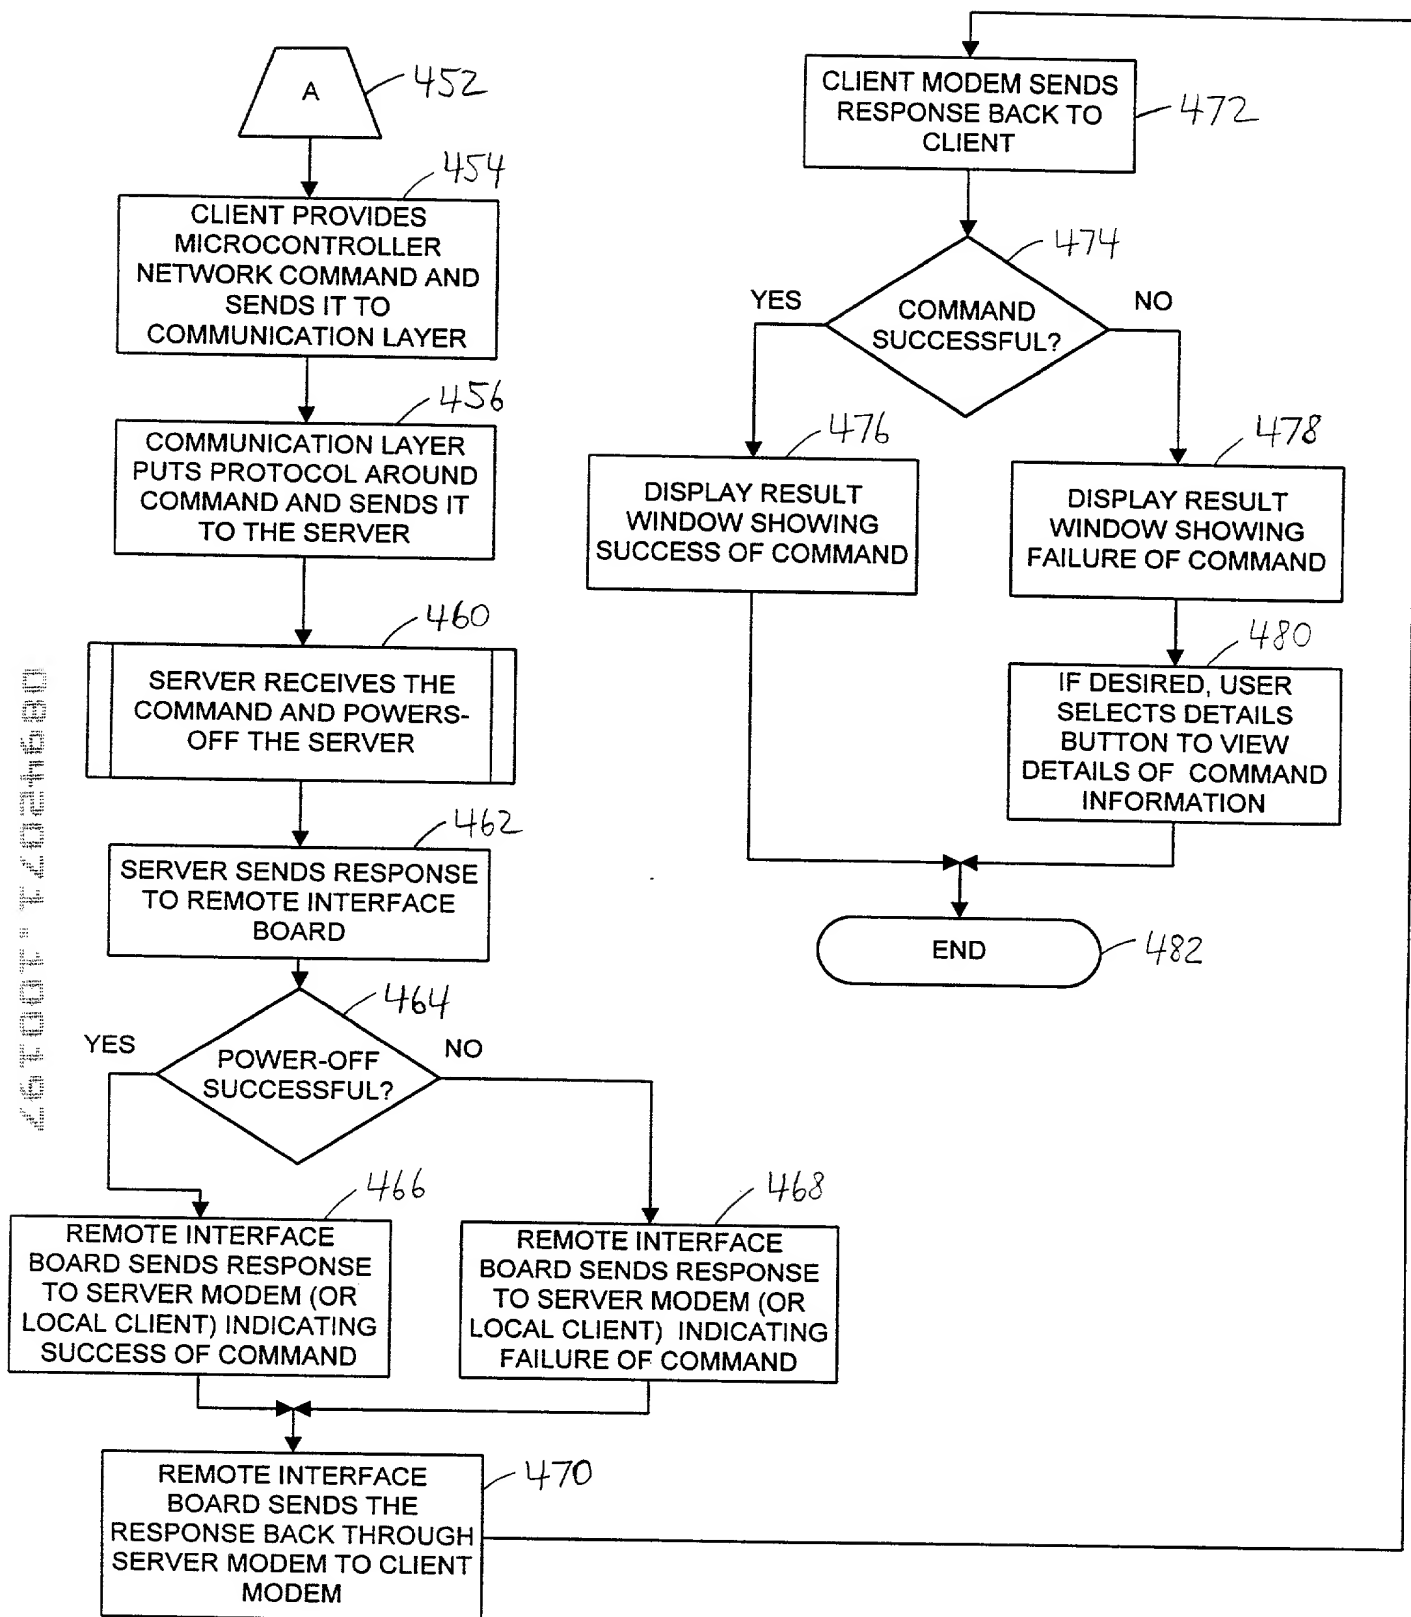 A
452
454
CLIENT PROVIDES
MICROCONTROLLER
NETWORK COMMAND AND
SENDS IT TO
COMMUNICATION LAYER
456
COMMUNICATION LAYER
PUTS PROTOCOL AROUND
COMMAND AND SENDS IT
TO THE SERVER
460
SERVER RECEIVES THE
COMMAND AND POWERS-
OFF THE SERVER
462
SERVER SENDS RESPONSE
TO REMOTE INTERFACE
BOARD
464
YES
NO
POWER-OFF
SUCCESSFUL?
466
REMOTE INTERFACE
BOARD SENDS RESPONSE
TO SERVER MODEM (OR
LOCAL CLIENT) INDICATING
SUCCESS OF COMMAND
468
REMOTE INTERFACE
BOARD SENDS RESPONSE
TO SERVER MODEM (OR
LOCAL CLIENT) INDICATING
FAILURE OF COMMAND
470
REMOTE INTERFACE
BOARD SENDS THE
RESPONSE BACK THROUGH
SERVER MODEM TO CLIENT
MODEM
CLIENT MODEM SENDS
RESPONSE BACK TO
CLIENT
472
474
YES
NO
COMMAND
SUCCESSFUL?
476
DISPLAY RESULT
WINDOW SHOWING
SUCCESS OF COMMAND
478
DISPLAY RESULT
WINDOW SHOWING
FAILURE OF COMMAND
480
IF DESIRED, USER
SELECTS DETAILS
BUTTON TO VIEW
DETAILS OF COMMAND
INFORMATION
END
482